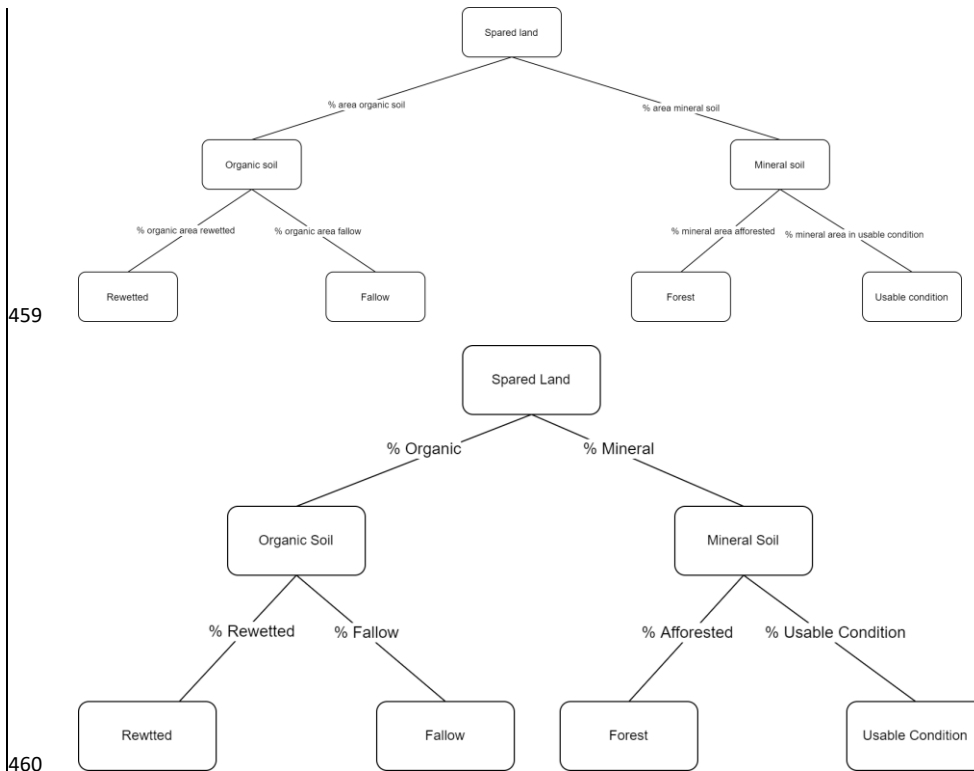 Spared land
% area organic soil
% area mineral soil
Organic soil
Mineral soil
% organic area rewetted
% organic area fallow
% mineral area afforested
% mineral area in usable condition
Rewetted
Fallow
Forest
Usable condition
459
Spared Land
% Organic
% Mineral
Organic Soil
Mineral Soil
% Rewetted
% Fallow
% Afforested
% Usable Condition
Rewtted
Fallow
Forest
Usable Condition
460